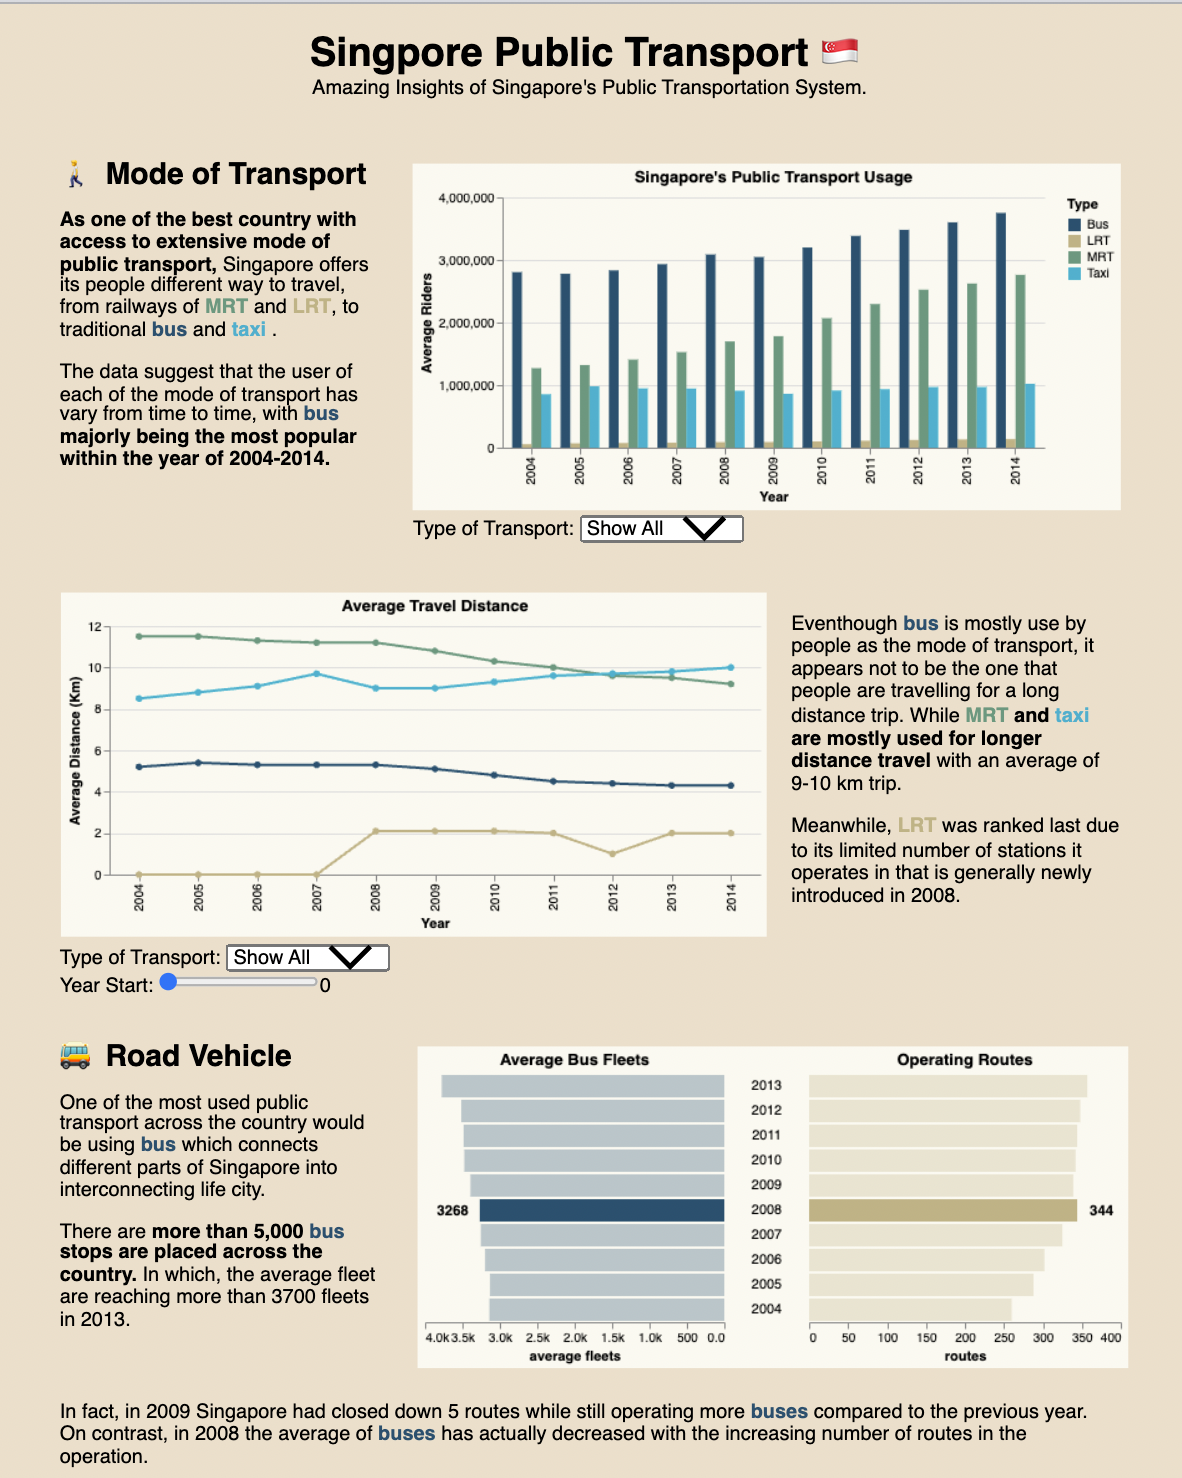 Singpore Public Transport 🇸🇬
Amazing Insights of Singapore's Public Transportation System.
🚶 Mode of Transport
As one of the best country with
access to extensive mode of
public transport, Singapore offers
its people different way to travel,
from railways of MRT and LRT, to
traditional bus and taxi .
The data suggest that the user of
each of the mode of transport has
vary from time to time, with bus
majorly being the most popular
within the year of 2004-2014.
Singapore's Public Transport Usage
4,000,000
3,000,000
2,000,000
1,000,000
0
Average Riders
2004 2005 2006 2007 2008 2009 2010 2011 2012 2013 2014
Year
Type
Bus
LRT
MRT
Taxi
Type of Transport: Show All
Average Travel Distance
12
10
8
6
4
2
0
Average Distance (Km)
2004 2005 2006 2007 2008 2009 2010 2011 2012 2013 2014
Year
Type of Transport: Show All
Year Start: 0
Eventhough bus is mostly use by
people as the mode of transport, it
appears not to be the one that
people are travelling for a long
distance trip. While MRT and taxi
are mostly used for longer
distance travel with an average of
9-10 km trip.
Meanwhile, LRT was ranked last due
to its limited number of stations it
operates in that is generally newly
introduced in 2008.
🚌 Road Vehicle
One of the most used public
transport across the country would
be using bus which connects
different parts of Singapore into
interconnecting life city.
There are more than 5,000 bus
stops are placed across the
country. In which, the average fleet
are reaching more than 3700 fleets
in 2013.
Average Bus Fleets
3268
4.0k 3.5k 3.0k 2.5k 2.0k 1.5k 1.0k 500 0.0
average fleets
2013
2012
2011
2010
2009
2008
2007
2006
2005
2004
Operating Routes
344
0 50 100 150 200 250 300 350 400
routes
In fact, in 2009 Singapore had closed down 5 routes while still operating more buses compared to the previous year.
On contrast, in 2008 the average of buses has actually decreased with the increasing number of routes in the
operation.